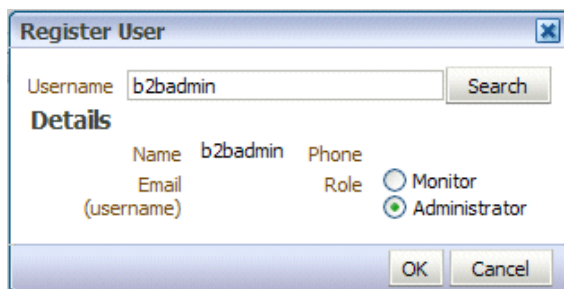 Register User
Username b2badmin Search
Details
Name b2badmin Phone
Email (username) Role Monitor
Administrator
OK Cancel